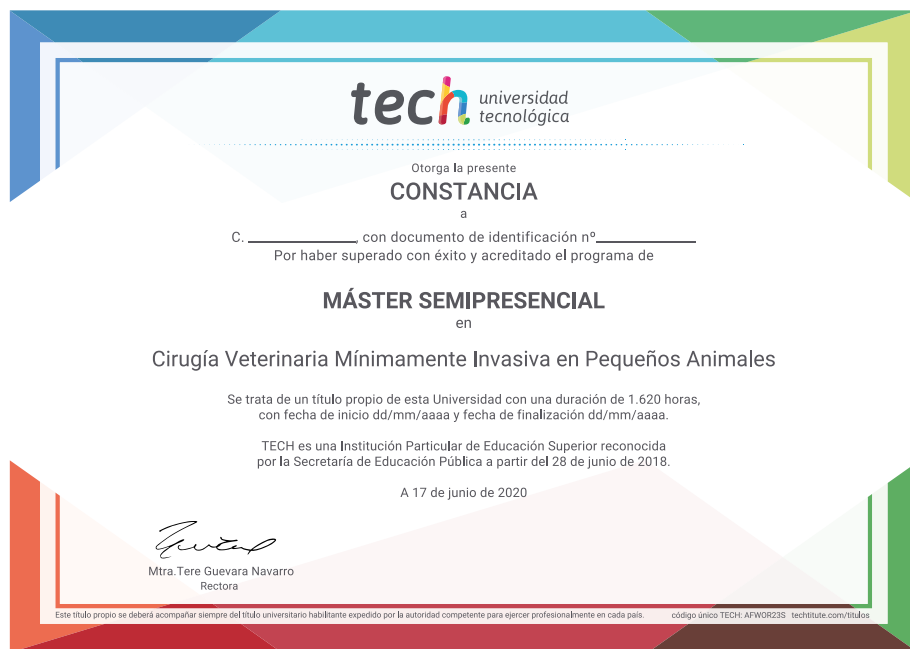 tech universidad
tecnológica
Otorga la presente
CONSTANCIA
a
C. ____________, con documento de identificación nº____________
Por haber superado con éxito y acreditado el programa de
MÁSTER SEMIPRESENCIAL
en
Cirugía Veterinaria Mínimamente Invasiva en Pequeños Animales
Se trata de un título propio de esta Universidad con una duración de 1.620 horas,
con fecha de inicio dd/mm/aaaa y fecha de finalización dd/mm/aaaa.
TECH es una Institución Particular de Educación Superior reconocida
por la Secretaría de Educación Pública a partir del 28 de junio de 2018.
A 17 de junio de 2020
Mtra.Tere Guevara Navarro
Rectora
Este título propio se deberá acompañar siempre del título universitario habilitante expedido por la autoridad competente para ejercer profesionalmente en cada país. código único TECH: AFWOR23S techtitute.com/titulos